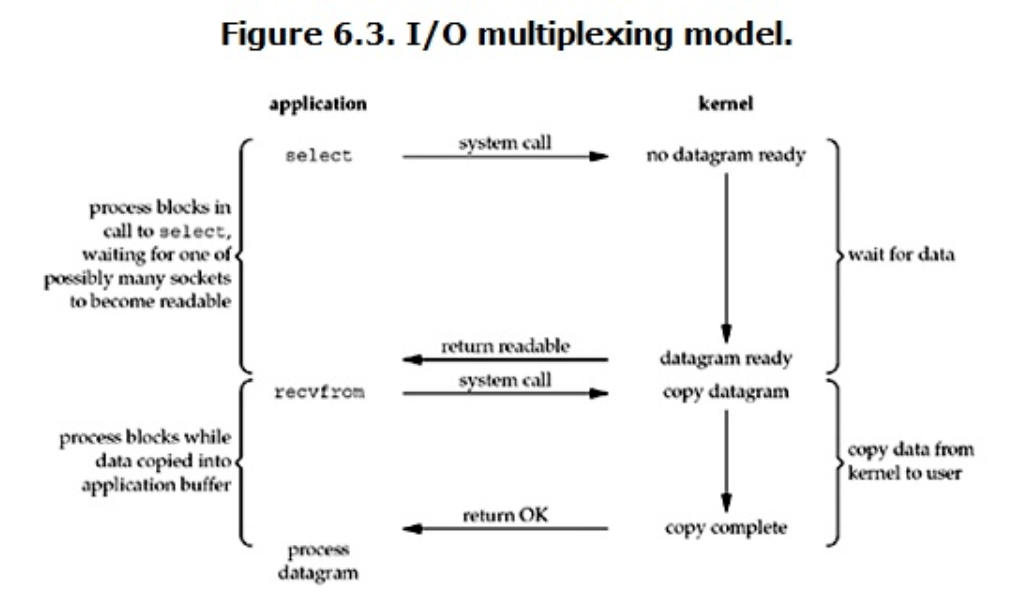 Figure 6.3. I/O multiplexing model.
application
kernel
select
system call
no datagram ready
process blocks in
call to select,
waiting for one of
possibly many sockets
to become readable
wait for data
return readable
datagram ready
recvfrom
system call
copy datagram
process blocks while
data copied into
application buffer
copy data from
kernel to user
return OK
copy complete
process
datagram